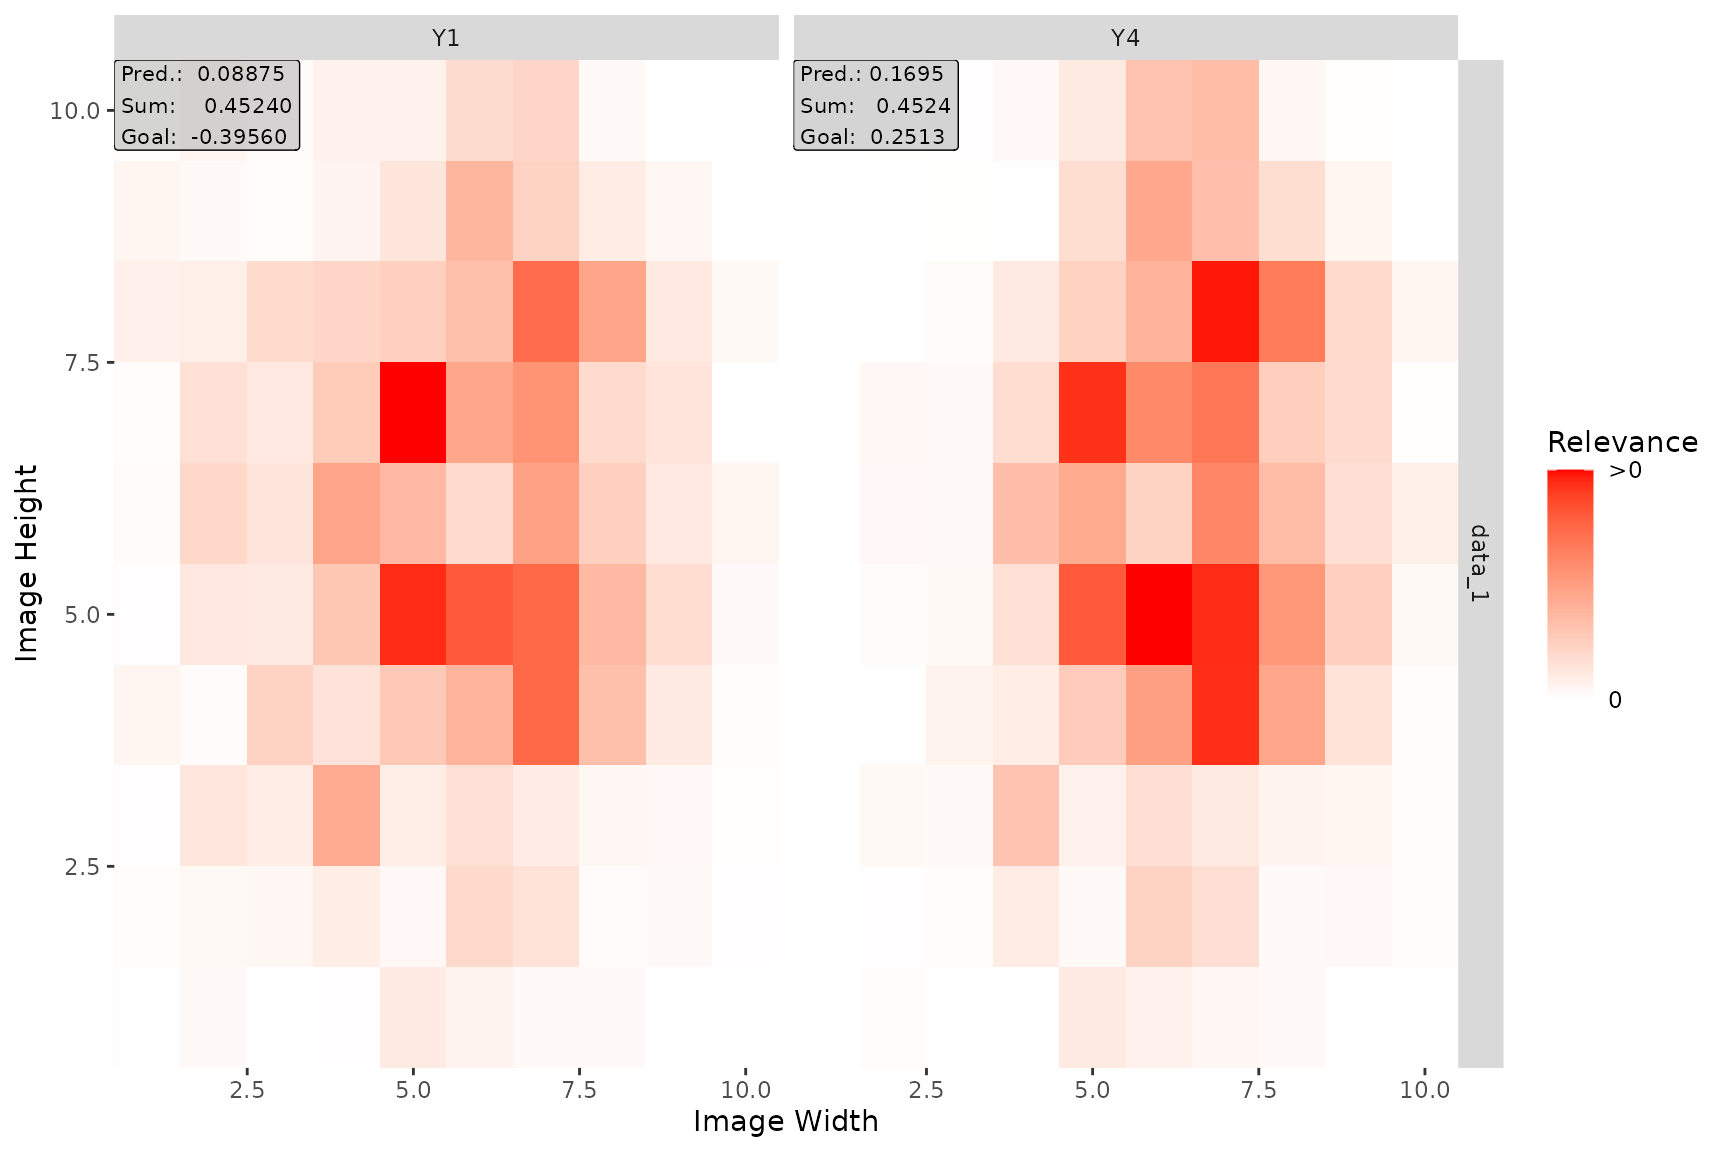 Y1
Y4
Pred.: 0.08875
Sum: 0.45240
Goal: -0.39560
Pred.: 0.1695
Sum: 0.4524
Goal: 0.2513
10.0
7.5
5.0
2.5
Image Height
2.5
5.0
7.5
10.0
2.5
5.0
7.5
10.0
Image Width
data_1
Relevance
>0
0